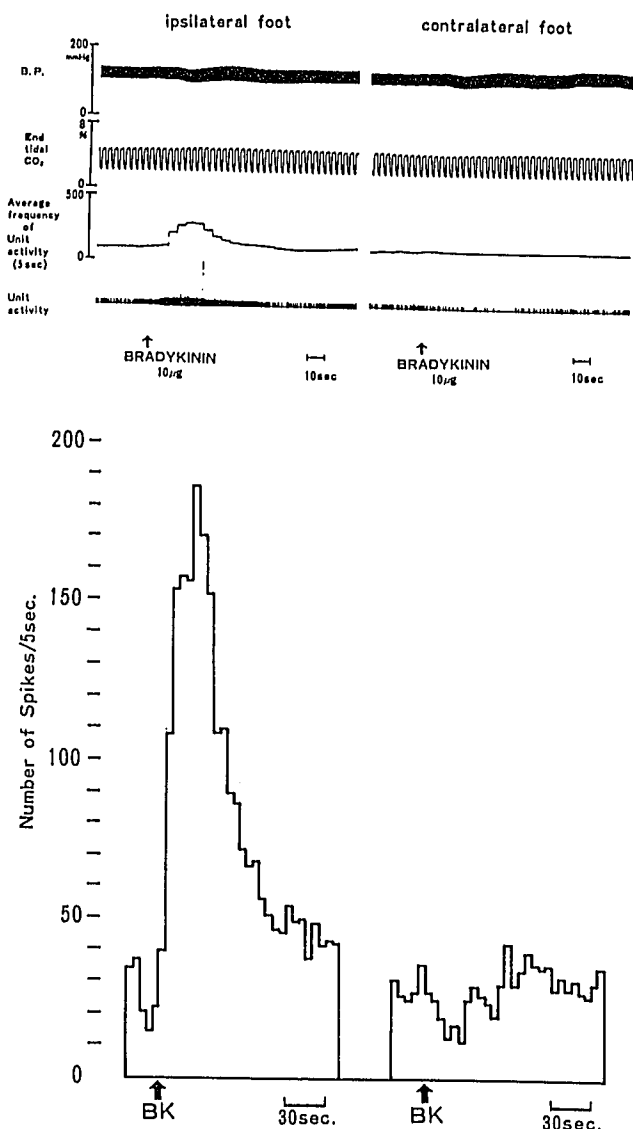 ipsilateral foot
contralateral foot
B.P.
200
mmHg
0
End tidal CO₂
8
%
0
Average frequency of Unit activity (5sec)
500
0
Unit activity
↑
BRADYKININ
10μg
10sec
↑
BRADYKININ
10μg
10sec
Number of Spikes/5sec.
200
150
100
50
0
BK
30sec.
BK
30sec.